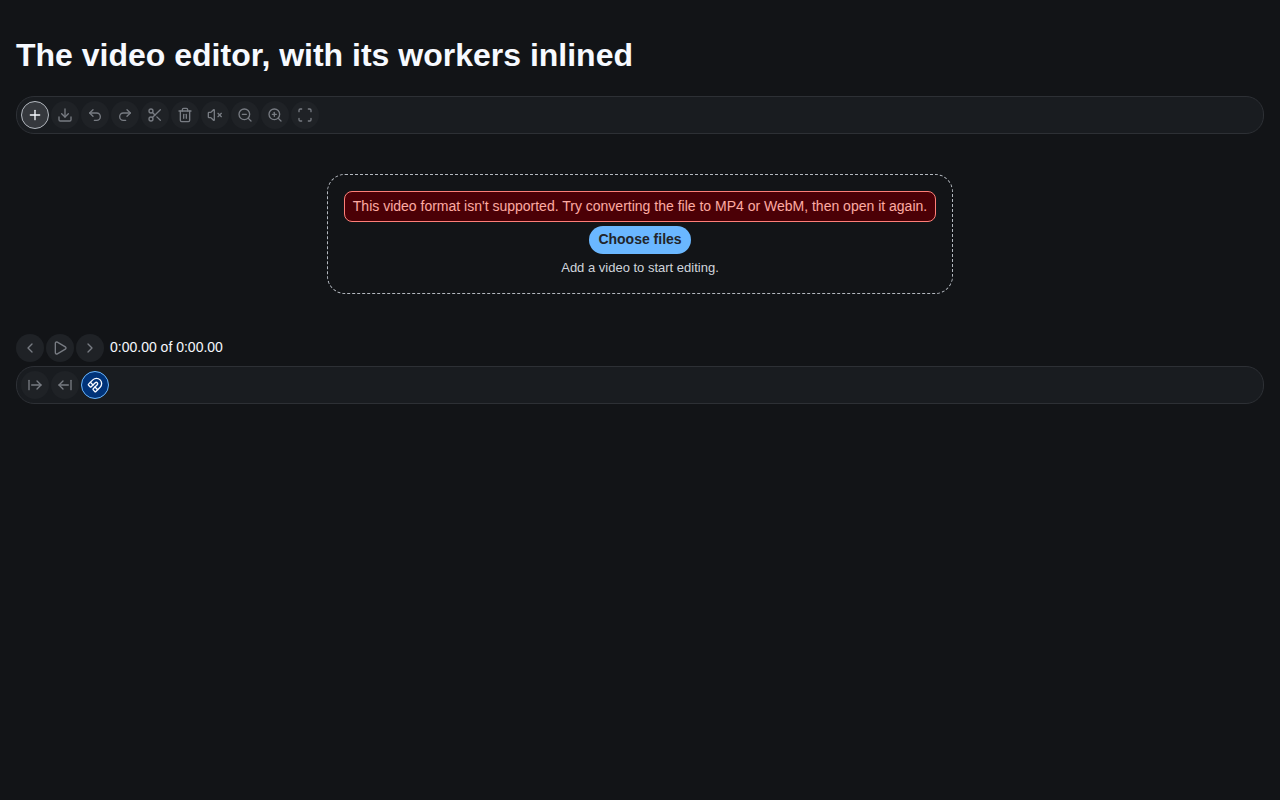 The video editor, with its workers inlined
This video format isn't supported. Try converting the file to MP4 or WebM, then open it again.
Choose files
Add a video to start editing.
0:00.00 of 0:00.00